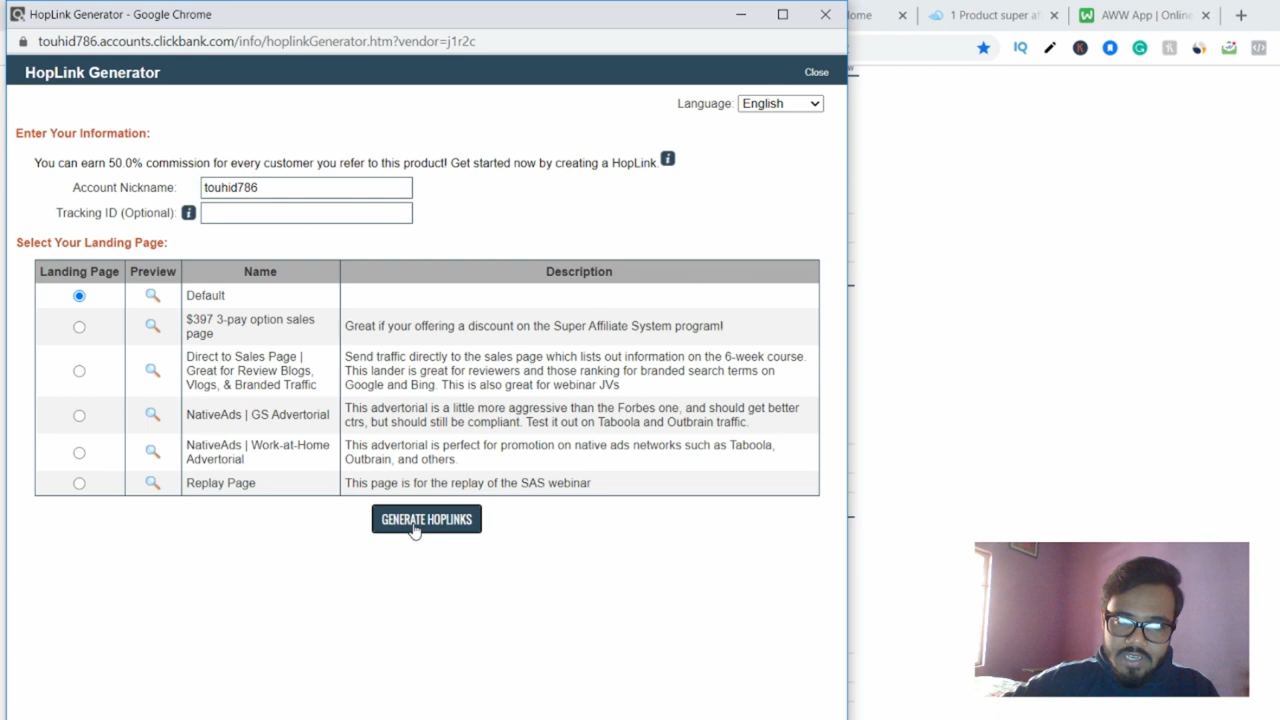 HopLink Generator - Google Chrome
ome
1 Product super af
AWW App | Online
touhid786.accounts.clickbank.com/info/hoplinkGenerator.htm?vendor=j1r2c
IQ
HopLink Generator
Close
Language: English
Enter Your Information:
You can earn 50.0% commission for every customer you refer to this product! Get started now by creating a HopLink.
Account Nickname: touhid786
Tracking ID (Optional):
Select Your Landing Page:
Landing Page Preview Name Description
Default
$397 3-pay option sales
page
Great if your offering a discount on the Super Affiliate System program!
Direct to Sales Page |
Great for Review Blogs,
Vlogs, & Branded Traffic
Send traffic directly to the sales page which lists out information on the 6-week course.
This lander is great for reviewers and those ranking for branded search terms on
Google and Bing. This is also great for webinar JVs
NativeAds | GS Advertorial
This advertorial is a little more aggressive than the Forbes one, and should get better
ctrs, but should still be compliant. Test it out on Taboola and Outbrain traffic.
NativeAds | Work-at-Home
Advertorial
This advertorial is perfect for promotion on native ads networks such as Taboola,
Outbrain, and others.
Replay Page
This page is for the replay of the SAS webinar
GENERATE HOPLINKS